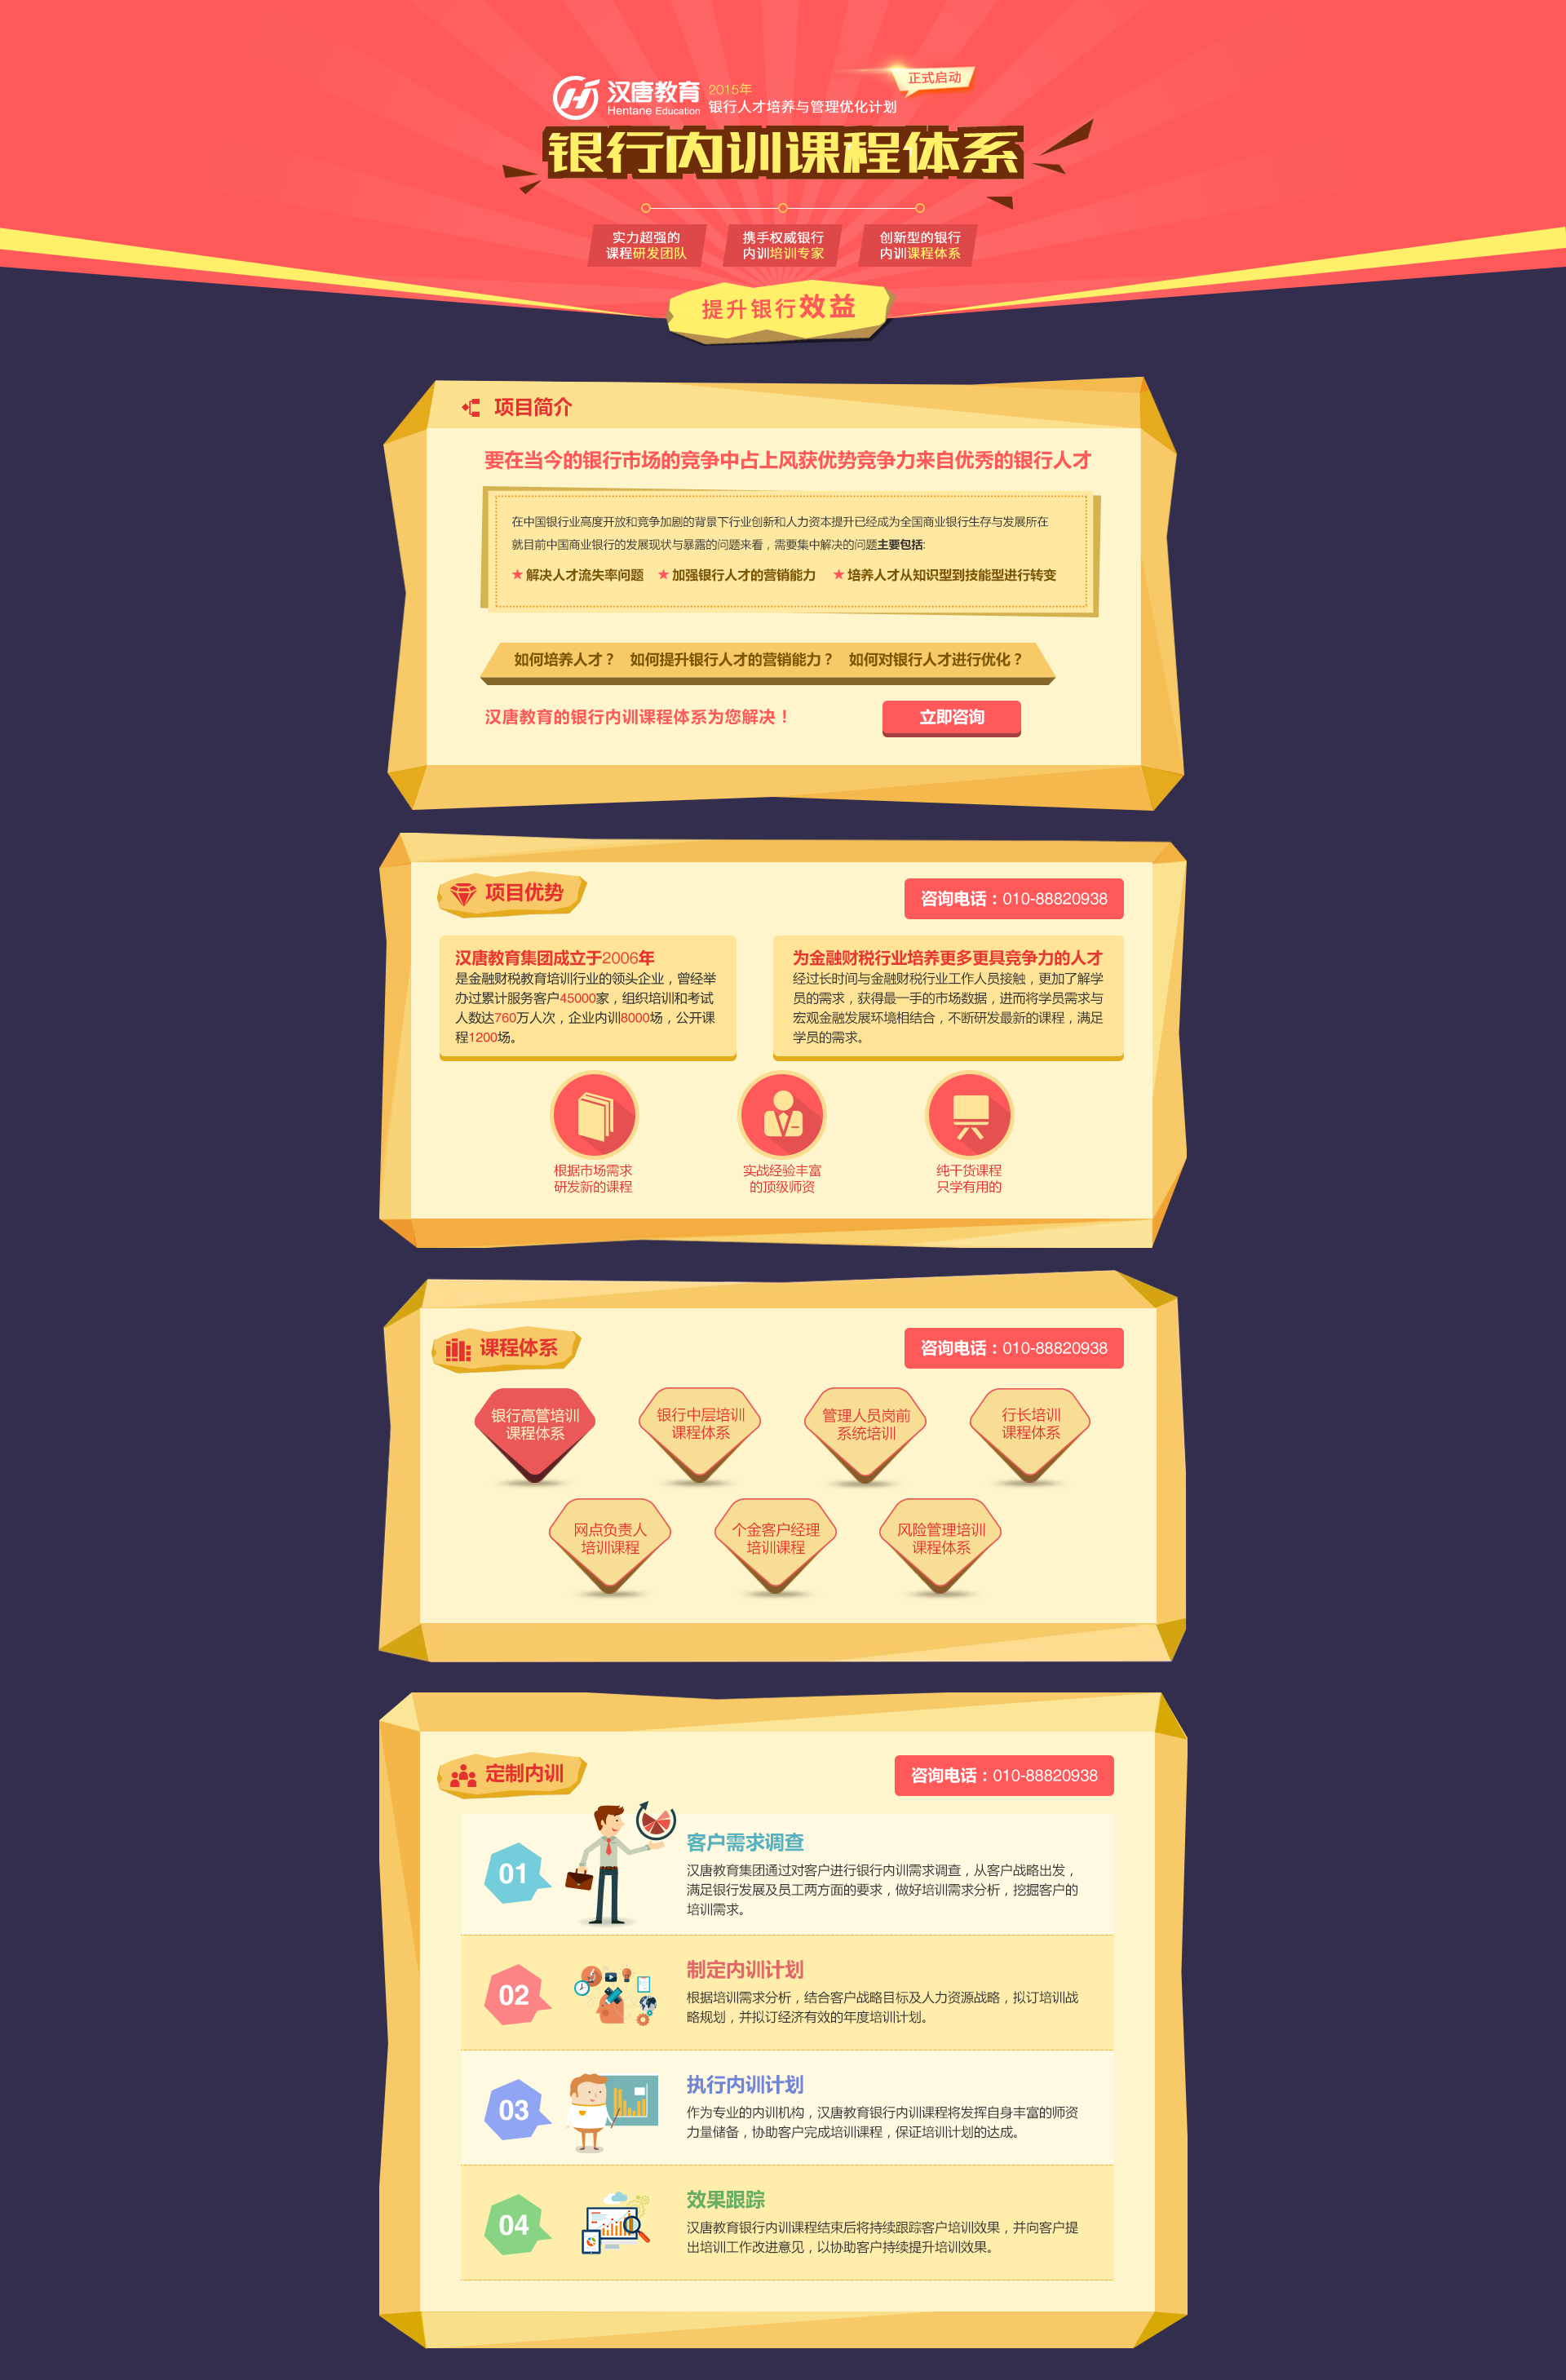 汉唐教育
Hentane Education
2015年
银行人才培养与管理优化计划
正式启动
银行内训课程体系
实力超强的
课程研发团队
携手权威银行
内训培训专家
创新型的银行
内训课程体系
提升银行效益
项目简介
要在当今的银行市场的竞争中占上风获优势竞争力来自优秀的银行人才
在中国银行业高度开放和竞争加剧的背景下行业创新和人力资本提升已经成为全国商业银行生存与发展所在
就目前中国商业银行的发展现状与暴露的问题来看，需要集中解决的问题主要包括:
★ 解决人才流失率问题 ★ 加强银行人才的营销能力 ★ 培养人才从知识型到技能型进行转变
如何培养人才？ 如何提升银行人才的营销能力？ 如何对银行人才进行优化？
汉唐教育的银行内训课程体系为您解决！
立即咨询
项目优势
咨询电话：010-88820938
汉唐教育集团成立于2006年
是金融财税教育培训行业的领头企业，曾经举
办过累计服务客户45000家，组织培训和考试
人数达760万人次，企业内训8000场，公开课
程1200场。
为金融财税行业培养更多更具竞争力的人才
经过长时间与金融财税行业工作人员接触，更加了解学
员的需求，获得最一手的市场数据，进而将学员需求与
宏观金融发展环境相结合，不断研发最新的课程，满足
学员的需求。
根据市场需求
研发新的课程
实战经验丰富
的顶级师资
纯干货课程
只学有用的
课程体系
咨询电话：010-88820938
银行高管培训
课程体系
银行中层培训
课程体系
管理人员岗前
系统培训
行长培训
课程体系
网点负责人
培训课程
个金客户经理
培训课程
风险管理培训
课程体系
定制内训
咨询电话：010-88820938
01
客户需求调查
汉唐教育集团通过对客户进行银行内训需求调查，从客户战略出发，
满足银行发展及员工两方面的要求，做好培训需求分析，挖掘客户的
培训需求。
02
制定内训计划
根据培训需求分析，结合客户战略目标及人力资源战略，拟订培训战
略规划，并拟订经济有效的年度培训计划。
03
执行内训计划
作为专业的内训机构，汉唐教育银行内训课程将发挥自身丰富的师资
力量储备，协助客户完成培训课程，保证培训计划的达成。
04
效果跟踪
汉唐教育银行内训课程结束后将持续跟踪客户培训效果，并向客户提
出培训工作改进意见，以协助客户持续提升培训效果。